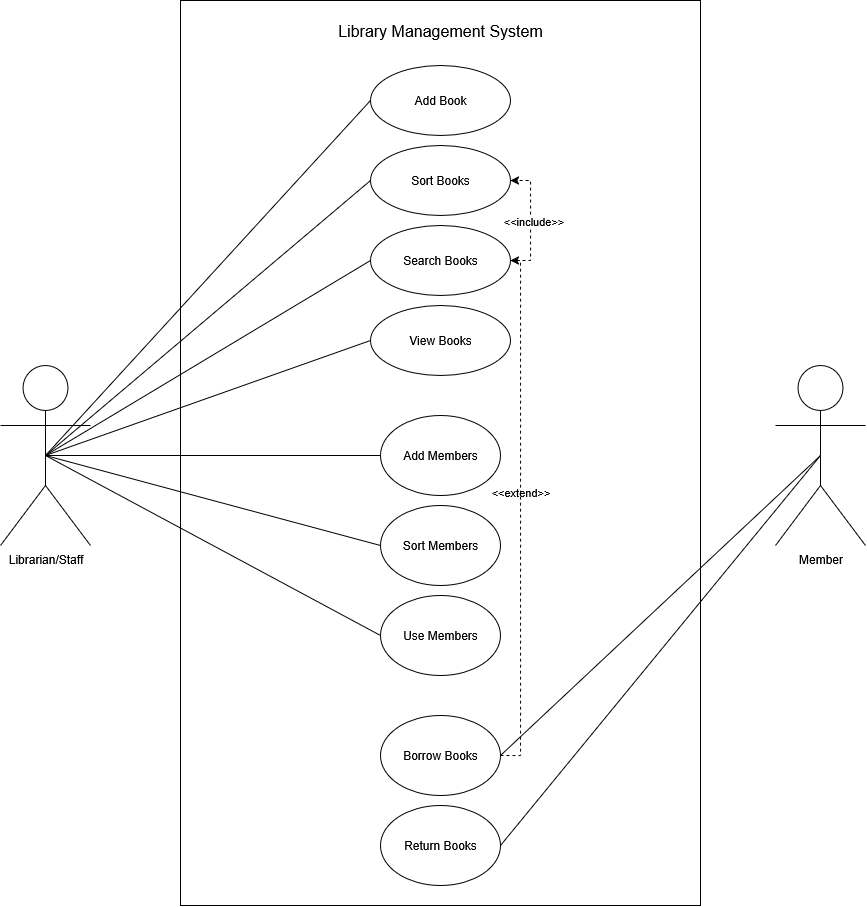 Library Management System
Add Book
Sort Books
<<include>>
Search Books
View Books
Add Members
<<extend>>
Sort Members
Librarian/Staff
Member
Use Members
Borrow Books
Return Books